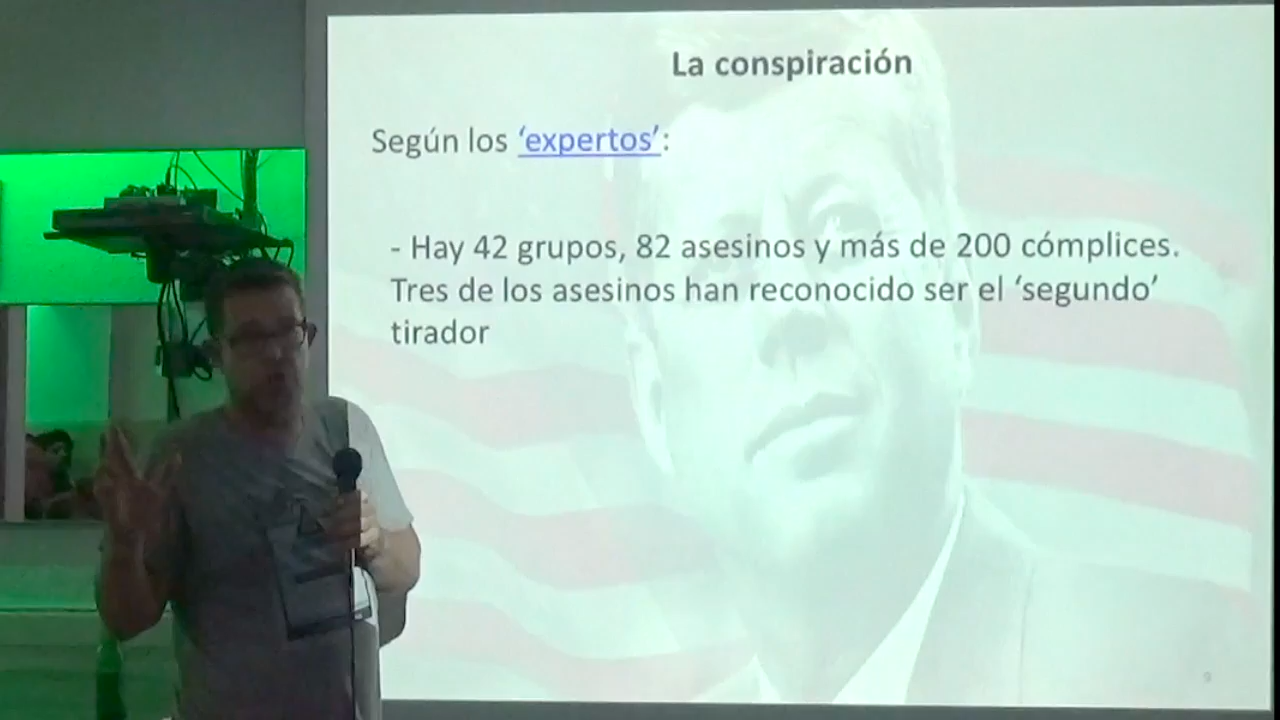 La conspiración
Según los ‘expertos’:
- Hay 42 grupos, 82 asesinos y más de 200 cómplices.
Tres de los asesinos han reconocido ser el ‘segundo’
tirador
9